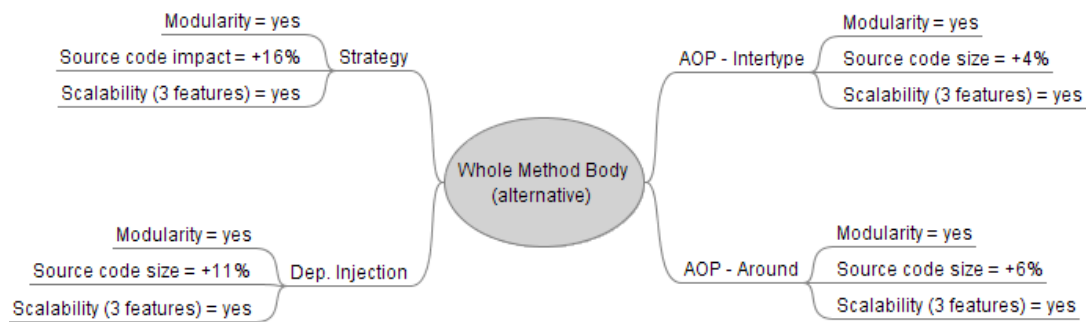 Modularity = yes
Source code impact = +16%
Scalability (3 features) = yes
Strategy
Modularity = yes
Source code size = +11%
Scalability (3 features) = yes
Dep. Injection
Whole Method Body
(alternative)
AOP - Intertype
Modularity = yes
Source code size = +4%
Scalability (3 features) = yes
AOP - Around
Modularity = yes
Source code size = +6%
Scalability (3 features) = yes